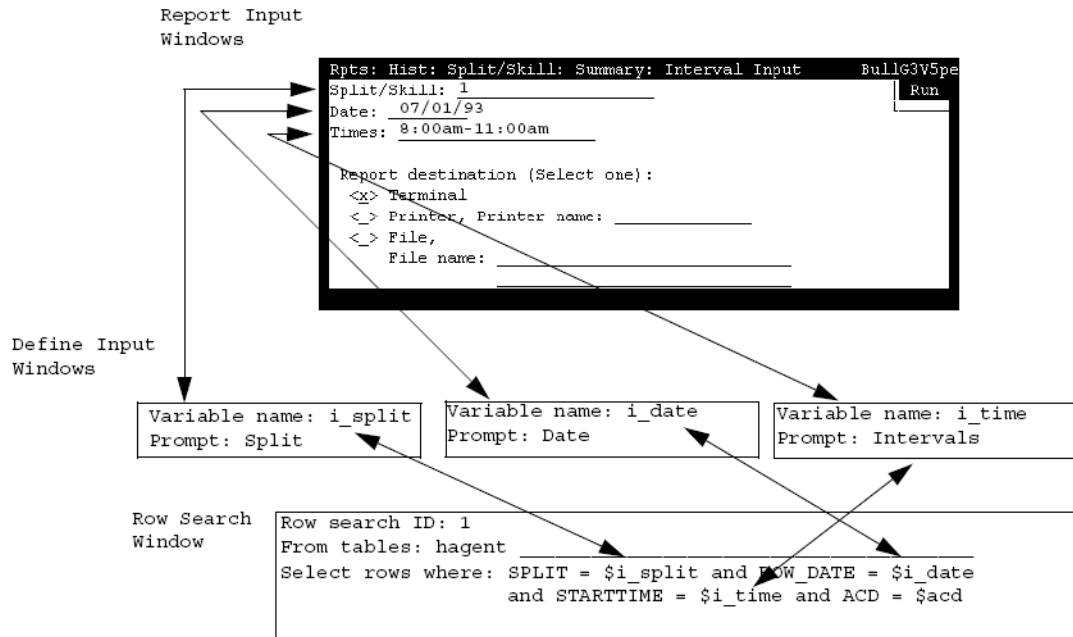 Report Input
Windows
Rpts: Hist: Split/Skill: Summary: Interval Input BullG3V5pe
Split/Skill: 1
Run
Date: 07/01/93
Times: 8:00am-11:00am
Report destination (Select one):
<x> Terminal
<_> Printer, Printer name:
<_> File,
File name:
Define Input
Windows
Variable name: i_split
Prompt: Split
Variable name: i_date
Prompt: Date
Variable name: i_time
Prompt: Intervals
Row Search
Window
Row search ID: 1
From tables: hagent
Select rows where: SPLIT = $i_split and ROW_DATE = $i_date
and STARTTIME = $i_time and ACD = $acd